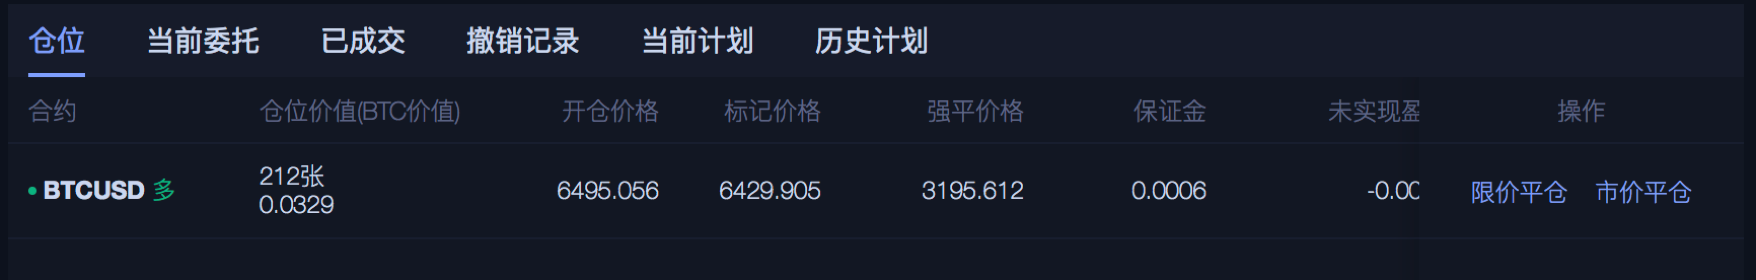 仓位 当前委托 已成交 撤销记录 当前计划 历史计划
合约 仓位价值(BTC价值) 开仓价格 标记价格 强平价格 保证金 未实现盈 操作
BTCUSD 多 212张 6495.056 6429.905 3195.612 0.0006 -0.00 限价平仓 市价平仓
0.0329